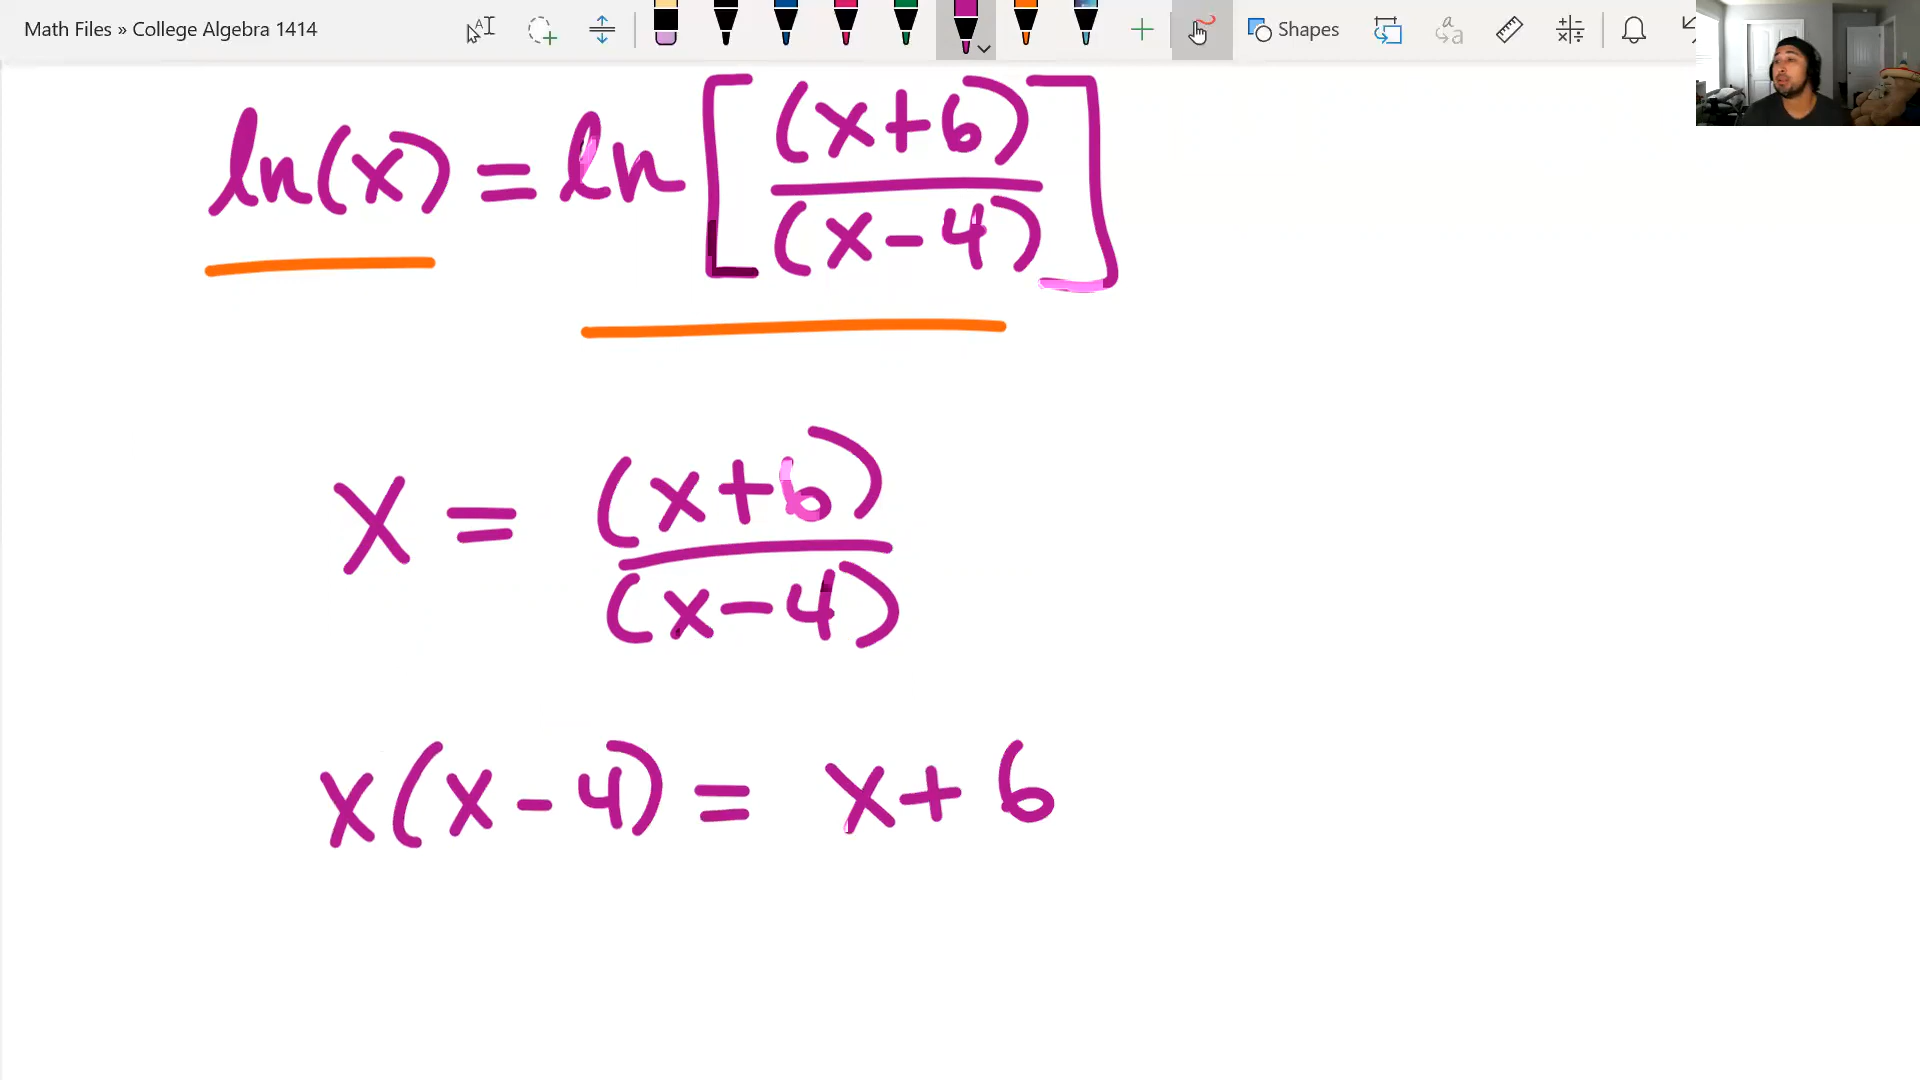 Math Files » College Algebra 1414
Shapes
ln(x) = ln [(x+6)/(x-4)]
x = (x+6)/(x-4)
x(x-4) = x+6